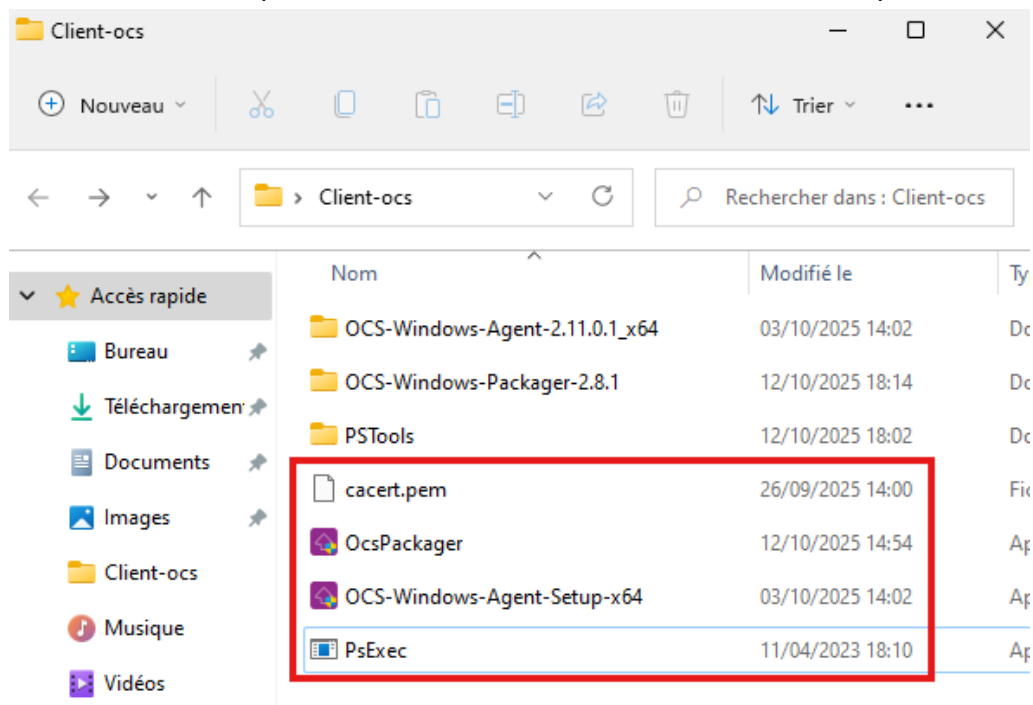 Client-ocs
Nouveau
Trier
Client-ocs
Rechercher dans : Client-ocs
Nom Modifié le Ty
Accès rapide
Bureau
Téléchargemen
Documents
Images
Client-ocs
Musique
Vidéos
OCS-Windows-Agent-2.11.0.1_x64 03/10/2025 14:02 Do
OCS-Windows-Packager-2.8.1 12/10/2025 18:14 Do
PSTools 12/10/2025 18:02 Do
cacert.pem 26/09/2025 14:00 Fic
OcsPackager 12/10/2025 14:54 Ap
OCS-Windows-Agent-Setup-x64 03/10/2025 14:02 Ap
PsExec 11/04/2023 18:10 Ap